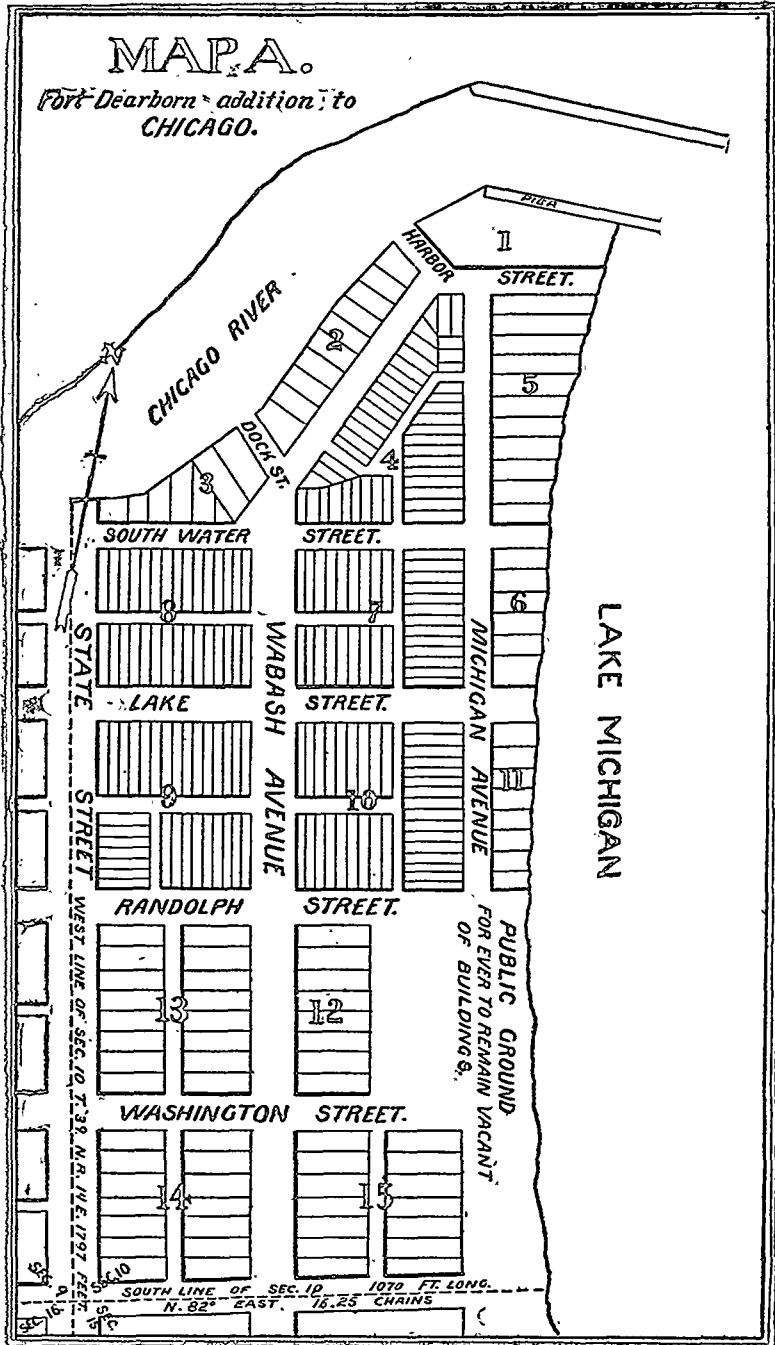 MAP A.
Fort Dearborn addition to
CHICAGO.
PIER
1
HARBOR
STREET.
CHICAGO RIVER
2
N
5
DOCK ST.
4
3
SOUTH WATER STREET.
8
7
6
STATE STREET
WABASH AVENUE
MICHIGAN AVENUE
LAKE MICHIGAN
LAKE STREET.
9
10
11
RANDOLPH STREET.
WEST LINE OF SEC. 10 T. 39. N.R. 14 E. 1797 FEET.
PUBLIC GROUND
FOR EVER TO REMAIN VACANT
OF BUILDINGS.
13
12
WASHINGTON STREET.
14
15
SEC. 9
SEC. 10
SOUTH LINE OF SEC. 10 1070 FT. LONG.
N. 82° EAST. 16.25 CHAINS
SEC. 16.
SEC. 15